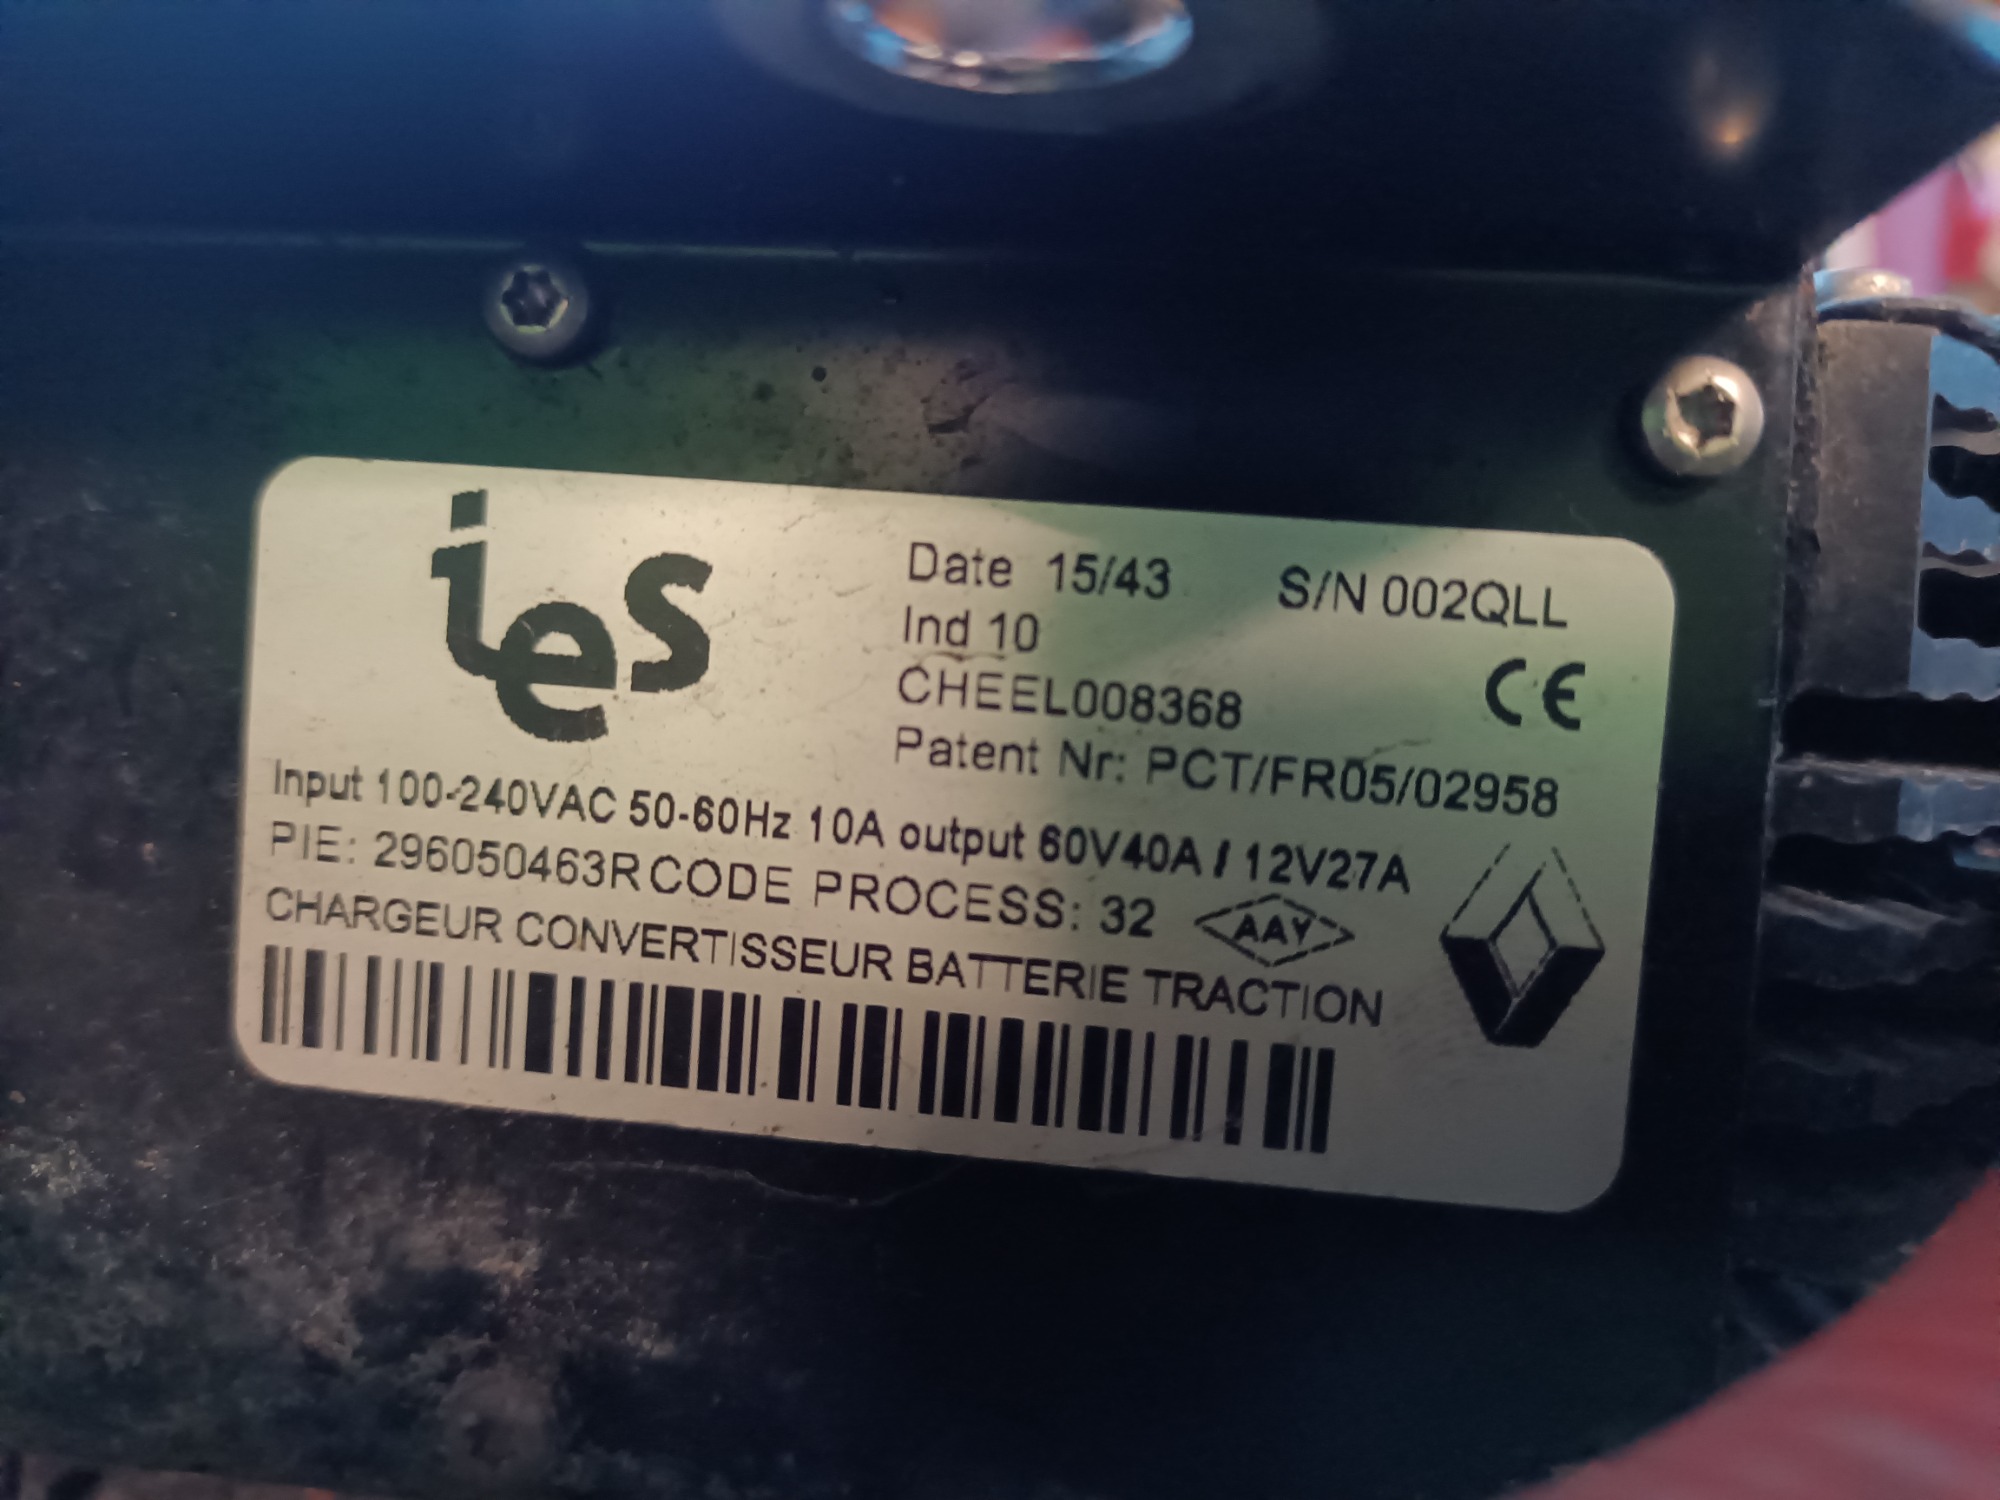 ies
Date 15/43 S/N 002QLL
Ind 10
CHEEL008368 CE
Patent Nr: PCT/FR05/02958
Input 100-240VAC 50-60Hz 10A output 60V40A / 12V27A
PIE: 296050463R CODE PROCESS: 32 AAY
CHARGEUR CONVERTISSEUR BATTERIE TRACTION